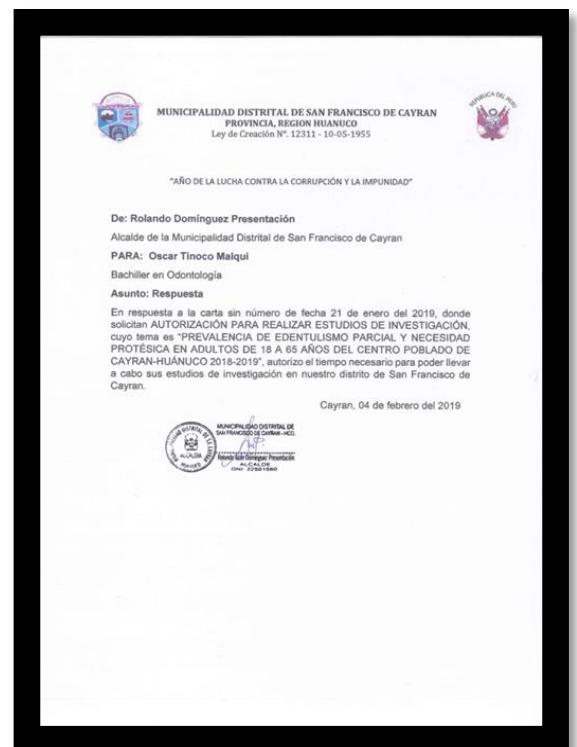 REPUBLICA DEL PERU
MUNICIPALIDAD DISTRITAL DE SAN FRANCISCO DE CAYRAN
PROVINCIA, REGION HUANUCO
Ley de Creación Nº. 12311 - 10-05-1955
"AÑO DE LA LUCHA CONTRA LA CORRUPCIÓN Y LA IMPUNIDAD"
De: Rolando Domínguez Presentación
Alcalde de la Municipalidad Distrital de San Francisco de Cayran
PARA: Oscar Tinoco Malqui
Bachiller en Odontología
Asunto: Respuesta
En respuesta a la carta sin número de fecha 21 de enero del 2019, donde
solicitan AUTORIZACIÓN PARA REALIZAR ESTUDIOS DE INVESTIGACIÓN,
cuyo tema es "PREVALENCIA DE EDENTULISMO PARCIAL Y NECESIDAD
PROTÉSICA EN ADULTOS DE 18 A 65 AÑOS DEL CENTRO POBLADO DE
CAYRAN-HUÁNUCO 2018-2019", autorizo el tiempo necesario para poder llevar
a cabo sus estudios de investigación en nuestro distrito de San Francisco de
Cayran.
Cayran, 04 de febrero del 2019
MUNICIPALIDAD DISTRITAL DE
SAN FRANCISCO DE CAYRAN - HCO.
ALCALDIA
Domínguez Presentación
ALCALDE